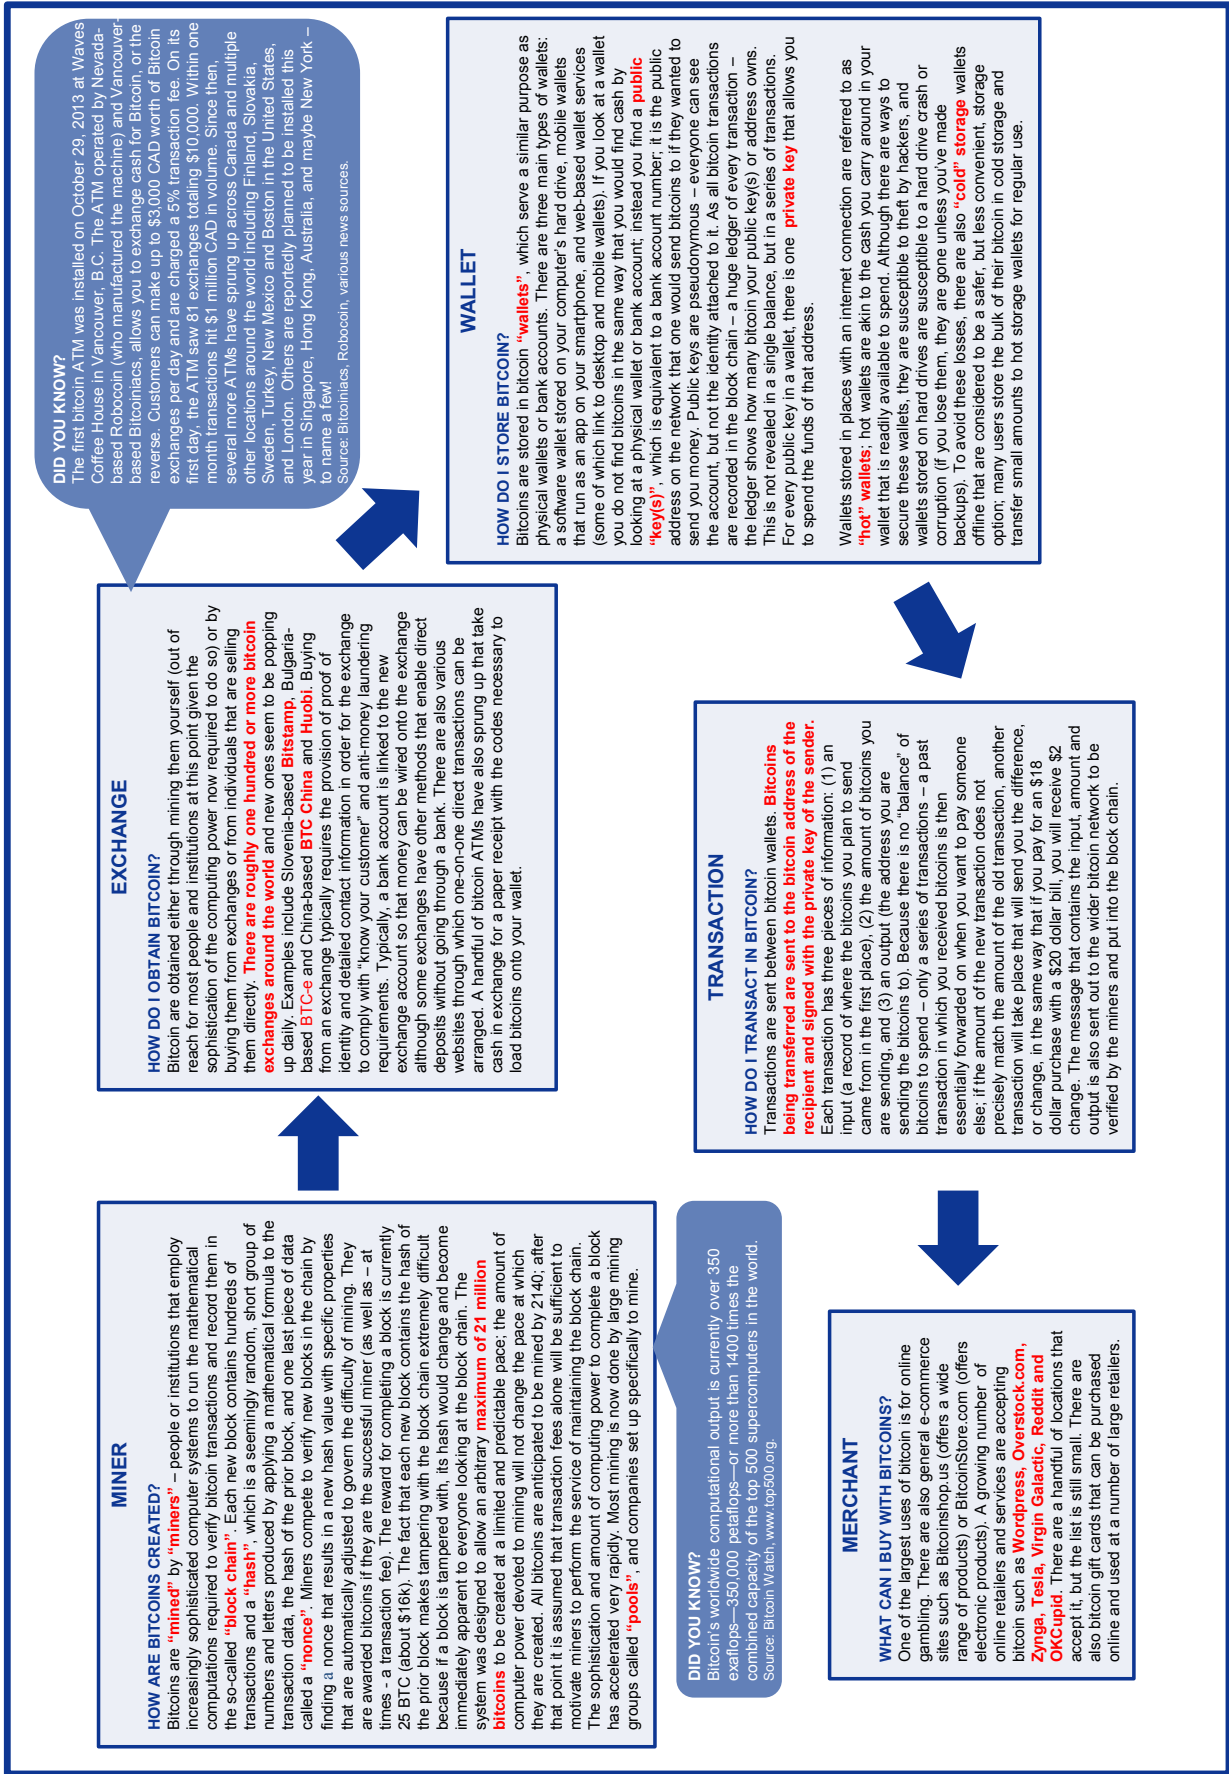 MINER
HOW ARE BITCOINS CREATED?
Bitcoins are “mined” by “miners” – people or institutions that employ
increasingly sophisticated computer systems to run the mathematical
computations required to verify bitcoin transactions and record them in
the so-called “block chain”. Each new block contains hundreds of
transactions and a “hash”, which is a seemingly random, short group of
numbers and letters produced by applying a mathematical formula to the
transaction data, the hash of the prior block, and one last piece of data
called a “nonce”. Miners compete to verify new blocks in the chain by
finding a nonce that results in a new hash value with specific properties
that are automatically adjusted to govern the difficulty of mining. They
are awarded bitcoins if they are the successful miner (as well as – at
times - a transaction fee). The reward for completing a block is currently
25 BTC (about $16k). The fact that each new block contains the hash of
the prior block makes tampering with the block chain extremely difficult
because if a block is tampered with, its hash would change and become
immediately apparent to everyone looking at the block chain. The
system was designed to allow an arbitrary maximum of 21 million
bitcoins to be created at a limited and predictable pace; the amount of
computer power devoted to mining will not change the pace at which
they are created. All bitcoins are anticipated to be mined by 2140; after
that point it is assumed that transaction fees alone will be sufficient to
motivate miners to perform the service of maintaining the block chain.
The sophistication and amount of computing power to complete a block
has accelerated very rapidly. Most mining is now done by large mining
groups called “pools”, and companies set up specifically to mine.
DID YOU KNOW?
Bitcoin’s worldwide computational output is currently over 350
exaflops—350,000 petaflops—or more than 1400 times the
combined capacity of the top 500 supercomputers in the world.
Source: Bitcoin Watch, www.top500.org.
EXCHANGE
HOW DO I OBTAIN BITCOIN?
Bitcoin are obtained either through mining them yourself (out of
reach for most people and institutions at this point given the
sophistication of the computing power now required to do so) or by
buying them from exchanges or from individuals that are selling
them directly. There are roughly one hundred or more bitcoin
exchanges around the world and new ones seem to be popping
up daily. Examples include Slovenia-based Bitstamp, Bulgaria-
based BTC-e and China-based BTC China and Huobi. Buying
from an exchange typically requires the provision of proof of
identity and detailed contact information in order for the exchange
to comply with “know your customer” and anti-money laundering
requirements. Typically, a bank account is linked to the new
exchange account so that money can be wired onto the exchange
although some exchanges have other methods that enable direct
deposits without going through a bank. There are also various
websites through which one-on-one direct transactions can be
arranged. A handful of bitcoin ATMs have also sprung up that take
cash in exchange for a paper receipt with the codes necessary to
load bitcoins onto your wallet.
DID YOU KNOW?
The first bitcoin ATM was installed on October 29, 2013 at Waves
Coffee House in Vancouver, B.C. The ATM operated by Nevada-
based Robocoin (who manufactured the machine) and Vancouver-
based Bitcoiniacs, allows you to exchange cash for Bitcoin, or the
reverse. Customers can make up to $3,000 CAD worth of Bitcoin
exchanges per day and are charged a 5% transaction fee. On its
first day, the ATM saw 81 exchanges totaling $10,000. Within one
month transactions hit $1 million CAD in volume. Since then,
several more ATMs have sprung up across Canada and multiple
other locations around the world including Finland, Slovakia,
Sweden, Turkey, New Mexico and Boston in the United States,
and London. Others are reportedly planned to be installed this
year in Singapore, Hong Kong, Australia, and maybe New York –
to name a few!
Source: Bitcoiniacs, Robocoin, various news sources.
WALLET
HOW DO I STORE BITCOIN?
Bitcoins are stored in bitcoin “wallets”, which serve a similar purpose as
physical wallets or bank accounts. There are three main types of wallets:
a software wallet stored on your computer’s hard drive, mobile wallets
that run as an app on your smartphone, and web-based wallet services
(some of which link to desktop and mobile wallets). If you look at a wallet
you do not find bitcoins in the same way that you would find cash by
looking at a physical wallet or bank account; instead you find a public
“key(s)”, which is equivalent to a bank account number; it is the public
address on the network that one would send bitcoins to if they wanted to
send you money. Public keys are pseudonymous – everyone can see
the account, but not the identity attached to it. As all bitcoin transactions
are recorded in the block chain – a huge ledger of every transaction –
the ledger shows how many bitcoin your public key(s) or address owns.
This is not revealed in a single balance, but in a series of transactions.
For every public key in a wallet, there is one private key that allows you
to spend the funds of that address.
Wallets stored in places with an internet connection are referred to as
“hot” wallets; hot wallets are akin to the cash you carry around in your
wallet that is readily available to spend. Although there are ways to
secure these wallets, they are susceptible to theft by hackers, and
wallets stored on hard drives are susceptible to a hard drive crash or
corruption (if you lose them, they are gone unless you’ve made
backups). To avoid these losses, there are also “cold” storage wallets
offline that are considered to be a safer, but less convenient, storage
option; many users store the bulk of their bitcoin in cold storage and
transfer small amounts to hot storage wallets for regular use.
TRANSACTION
HOW DO I TRANSACT IN BITCOIN?
Transactions are sent between bitcoin wallets. Bitcoins
being transferred are sent to the bitcoin address of the
recipient and signed with the private key of the sender.
Each transaction has three pieces of information: (1) an
input (a record of where the bitcoins you plan to send
came from in the first place), (2) the amount of bitcoins you
are sending, and (3) an output (the address you are
sending the bitcoins to). Because there is no “balance” of
bitcoins to spend – only a series of transactions – a past
transaction in which you received bitcoins is then
essentially forwarded on when you want to pay someone
else; if the amount of the new transaction does not
precisely match the amount of the old transaction, another
transaction will take place that will send you the difference,
or change, in the same way that if you pay for an $18
dollar purchase with a $20 dollar bill, you will receive $2
change. The message that contains the input, amount and
output is also sent out to the wider bitcoin network to be
verified by the miners and put into the block chain.
MERCHANT
WHAT CAN I BUY WITH BITCOINS?
One of the largest uses of bitcoin is for online
gambling. There are also general e-commerce
sites such as Bitcoinshop.us (offers a wide
range of products) or BitcoinStore.com (offers
electronic products). A growing number of
online retailers and services are accepting
bitcoin such as Wordpress, Overstock.com,
Zynga, Tesla, Virgin Galactic, Reddit and
OKCupid. There are a handful of locations that
accept it, but the list is still small. There are
also bitcoin gift cards that can be purchased
online and used at a number of large retailers.